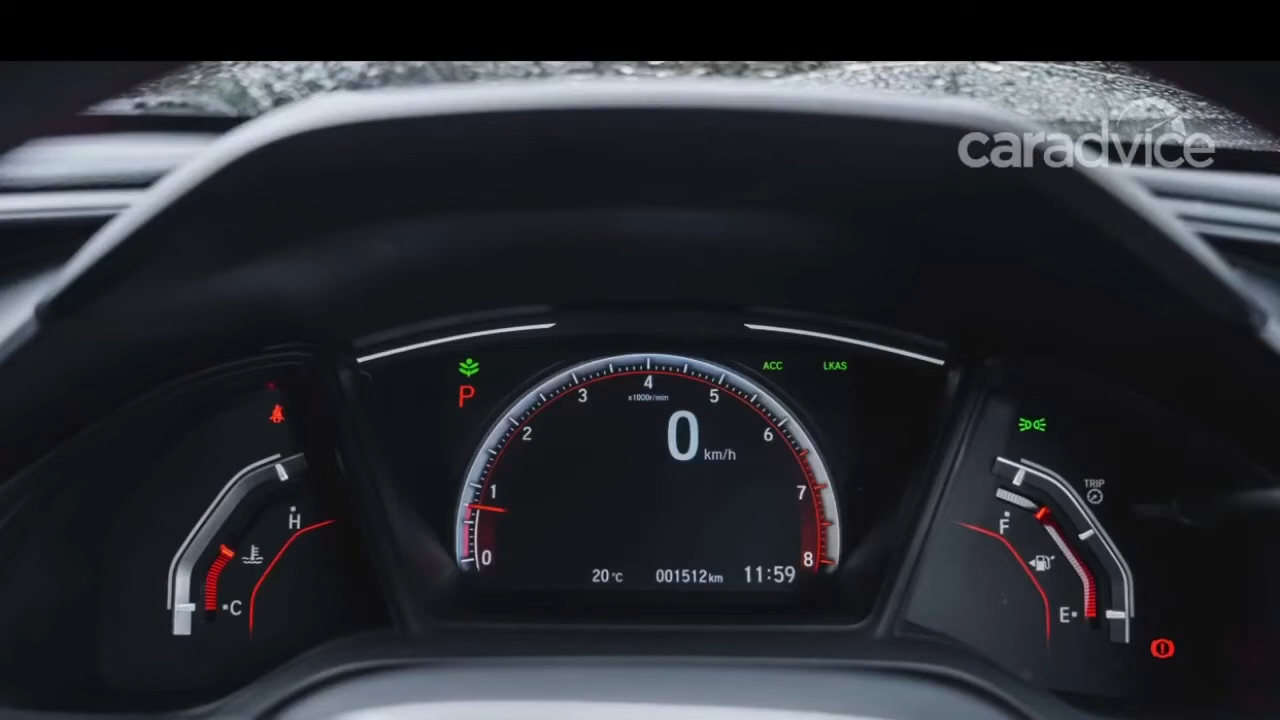 caradvice
ACC
LKAS
P
4
x1000r/min
3
5
0
km/h
2
6
1
7
0
8
20°C
001512km
11:59
H
C
TRIP
F
E